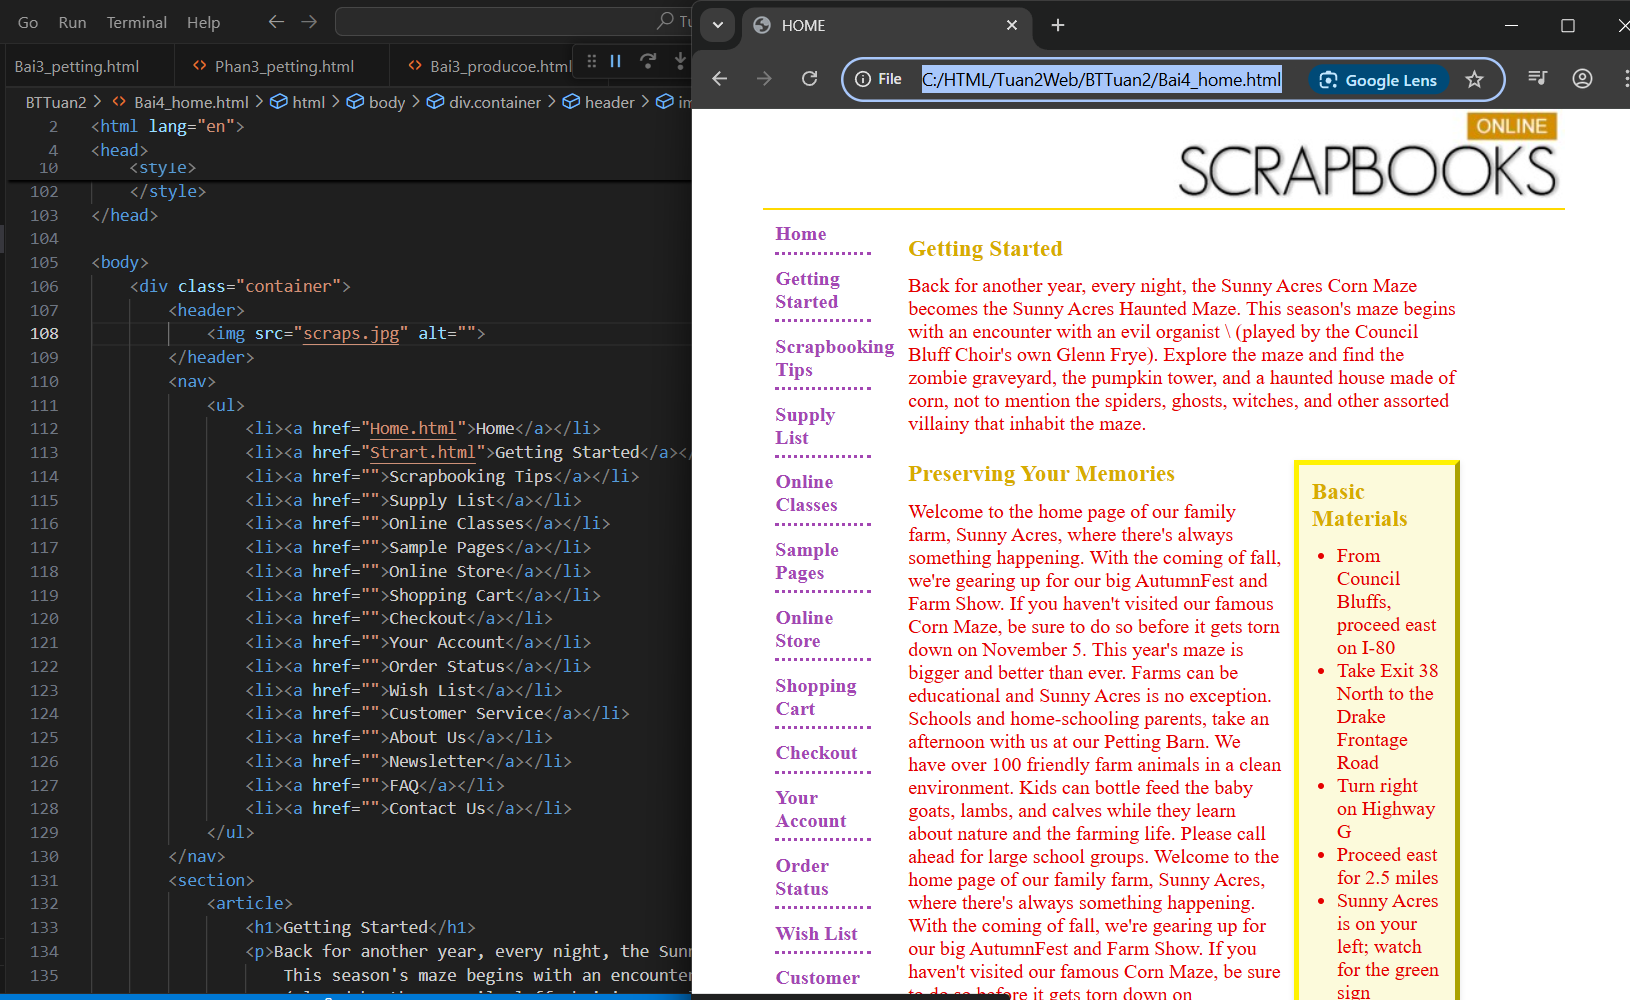 Go Run Terminal Help
Tu
Bai3_petting.html
Phan3_petting.html
Bai3_producoe.html
BTTuan2 > Bai4_home.html > html > body > div.container > header >
2 <html lang="en">
4 <head>
10 <style>
102 </style>
103 </head>
104
105 <body>
106 <div class="container">
107 <header>
108 <img src="scraps.jpg" alt="">
109 </header>
110 <nav>
111 <ul>
112 <li><a href="Home.html">Home</a></li>
113 <li><a href="Strart.html">Getting Started</a></
114 <li><a href="">Scrapbooking Tips</a></li>
115 <li><a href="">Supply List</a></li>
116 <li><a href="">Online Classes</a></li>
117 <li><a href="">Sample Pages</a></li>
118 <li><a href="">Online Store</a></li>
119 <li><a href="">Shopping Cart</a></li>
120 <li><a href="">Checkout</a></li>
121 <li><a href="">Your Account</a></li>
122 <li><a href="">Order Status</a></li>
123 <li><a href="">Wish List</a></li>
124 <li><a href="">Customer Service</a></li>
125 <li><a href="">About Us</a></li>
126 <li><a href="">Newsletter</a></li>
127 <li><a href="">FAQ</a></li>
128 <li><a href="">Contact Us</a></li>
129 </ul>
130 </nav>
131 <section>
132 <article>
133 <h1>Getting Started</h1>
134 <p>Back for another year, every night, the Sunn
135 This season's maze begins with an encounter
HOME
File
C:/HTML/Tuan2Web/BTTuan2/Bai4_home.html
Google Lens
ONLINE
SCRAPBOOKS
Home
Getting
Started
Scrapbooking
Tips
Supply
List
Online
Classes
Sample
Pages
Online
Store
Shopping
Cart
Checkout
Your
Account
Order
Status
Wish List
Customer
Getting Started
Back for another year, every night, the Sunny Acres Corn Maze
becomes the Sunny Acres Haunted Maze. This season's maze begins
with an encounter with an evil organist \ (played by the Council
Bluff Choir's own Glenn Frye). Explore the maze and find the
zombie graveyard, the pumpkin tower, and a haunted house made of
corn, not to mention the spiders, ghosts, witches, and other assorted
villainy that inhabit the maze.
Preserving Your Memories
Welcome to the home page of our family
farm, Sunny Acres, where there's always
something happening. With the coming of fall,
we're gearing up for our big AutumnFest and
Farm Show. If you haven't visited our famous
Corn Maze, be sure to do so before it gets torn
down on November 5. This year's maze is
bigger and better than ever. Farms can be
educational and Sunny Acres is no exception.
Schools and home-schooling parents, take an
afternoon with us at our Petting Barn. We
have over 100 friendly farm animals in a clean
environment. Kids can bottle feed the baby
goats, lambs, and calves while they learn
about nature and the farming life. Please call
ahead for large school groups. Welcome to the
home page of our family farm, Sunny Acres,
where there's always something happening.
With the coming of fall, we're gearing up for
our big AutumnFest and Farm Show. If you
haven't visited our famous Corn Maze, be sure
to do so before it gets torn down on
Basic
Materials
From
Council
Bluffs,
proceed east
on I-80
Take Exit 38
North to the
Drake
Frontage
Road
Turn right
on Highway
G
Proceed east
for 2.5 miles
Sunny Acres
is on your
left; watch
for the green
sign